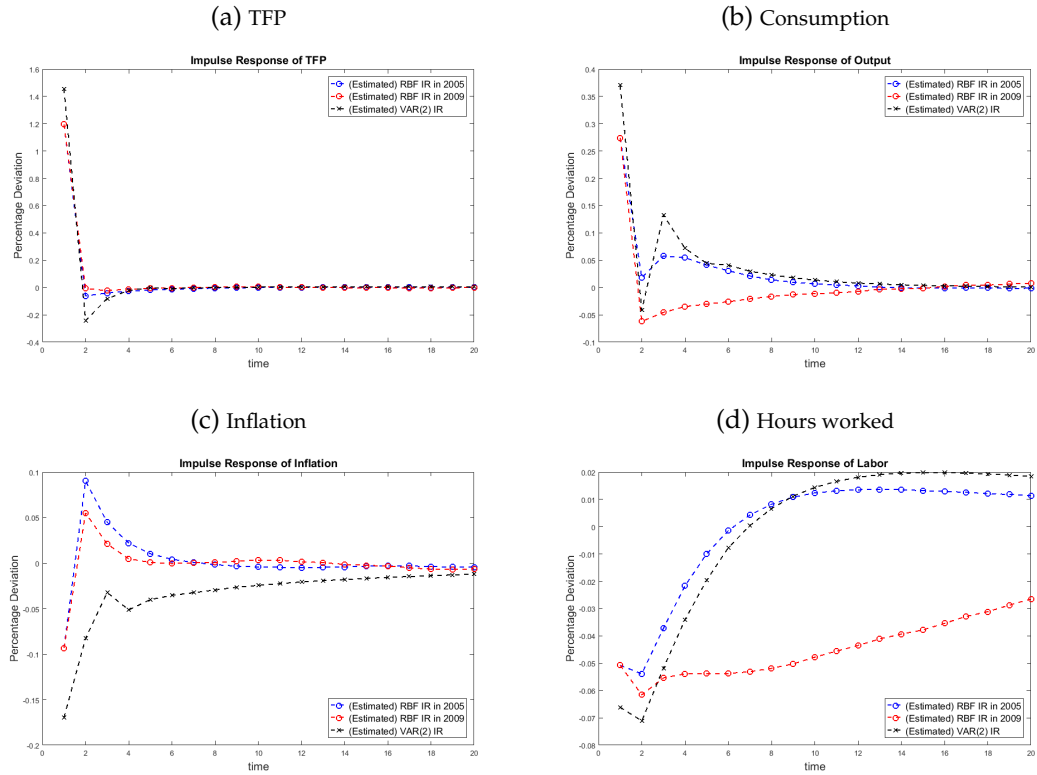 (a) TFP
Impulse Response of TFP
(Estimated) RBF IR in 2005
(Estimated) RBF IR in 2009
(Estimated) VAR(2) IR
Percentage Deviation
1.6
1.4
1.2
1
0.8
0.6
0.4
0.2
0
-0.2
-0.4
0 2 4 6 8 10 12 14 16 18 20
time
(b) Consumption
Impulse Response of Output
(Estimated) RBF IR in 2005
(Estimated) RBF IR in 2009
(Estimated) VAR(2) IR
Percentage Deviation
0.4
0.35
0.3
0.25
0.2
0.15
0.1
0.05
0
-0.05
-0.1
0 2 4 6 8 10 12 14 16 18 20
time
(c) Inflation
Impulse Response of Inflation
Percentage Deviation
0.1
0.05
0
-0.05
-0.1
-0.15
-0.2
(Estimated) RBF IR in 2005
(Estimated) RBF IR in 2009
(Estimated) VAR(2) IR
0 2 4 6 8 10 12 14 16 18 20
time
(d) Hours worked
Impulse Response of Labor
Percentage Deviation
0.02
0.01
0
-0.01
-0.02
-0.03
-0.04
-0.05
-0.06
-0.07
-0.08
(Estimated) RBF IR in 2005
(Estimated) RBF IR in 2009
(Estimated) VAR(2) IR
0 2 4 6 8 10 12 14 16 18 20
time